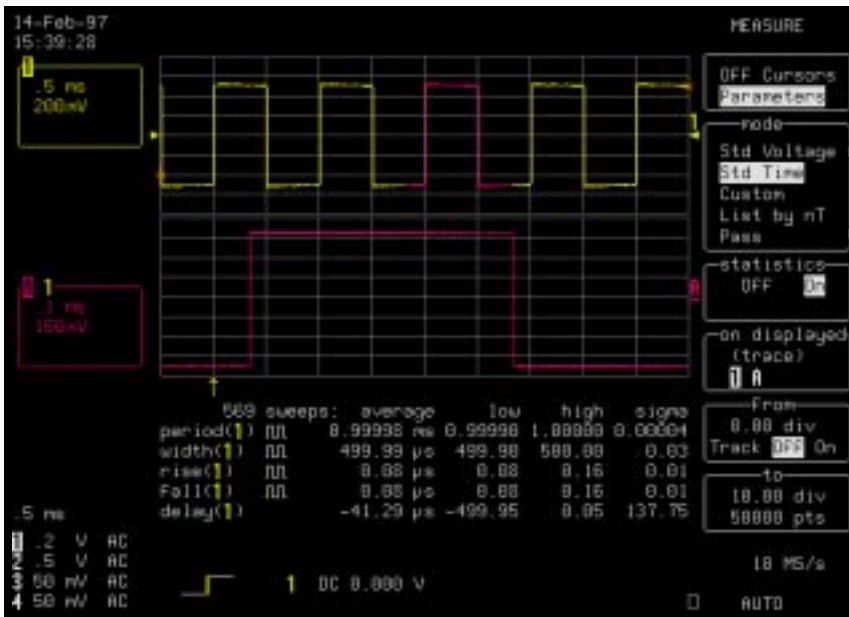 14-Feb-97
15:39:28
MEASURE
1
.5 ms
200mV
OFF Cursors
Parameters
mode
Std Voltage
Std Time
Custom
List by nT
Pass
statistics
OFF On
A:1
.1 ms
150mV
on displayed
(trace)
1 A
569 sweeps: average low high sigma
period(1) 0.99998 ms 0.99990 1.00000 0.00004
width(1) 499.99 µs 499.90 500.00 0.03
rise(1) 0.08 µs 0.08 0.16 0.01
fall(1) 0.08 µs 0.08 0.16 0.01
delay(1) -41.29 µs -499.95 0.05 137.75
from
0.00 div
Track OFF On
to
10.00 div
50000 pts
.5 ms
1 .2 V AC
2 .5 V AC
3 50 mV AC
4 50 mV AC
1 DC 0.000 V
10 MS/s
AUTO